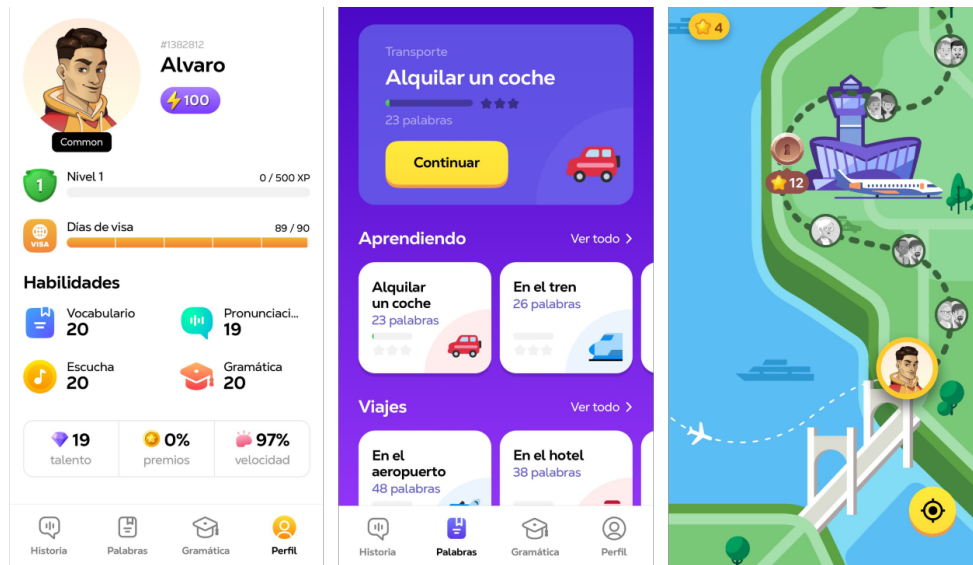 #1382812
Alvaro
100
Common
1
Nivel 1
0 / 500 XP
VISA
Días de visa
89 / 90
Habilidades
Vocabulario
20
Pronunciaci...
19
Escucha
20
Gramática
20
19
talento
0%
premios
97%
velocidad
Historia
Palabras
Gramática
Perfil
Transporte
Alquilar un coche
23 palabras
Continuar
Aprendiendo
Ver todo >
Alquilar
un coche
23 palabras
En el tren
26 palabras
Viajes
Ver todo >
En el
aeropuerto
48 palabras
En el hotel
38 palabras
Historia
Palabras
Gramática
Perfil
4
12